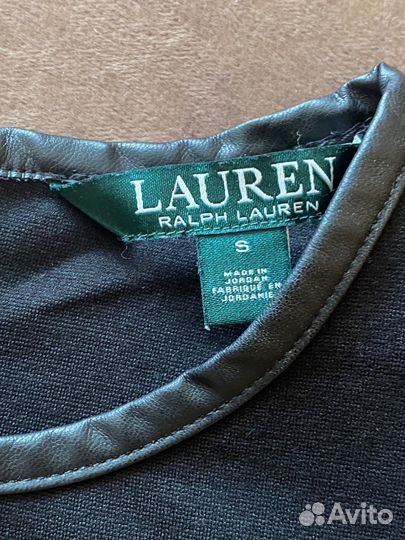 LAUREN
RALPH LAUREN
S
MADE IN
JORDAN
FABRIQUÉ EN
JORDANIE
Avito